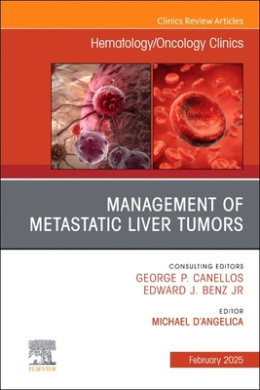 Clinics Review Articles
Hematology/Oncology Clinics
MANAGEMENT OF
METASTATIC LIVER TUMORS
CONSULTING EDITORS
GEORGE P. CANELLOS
EDWARD J. BENZ JR
EDITOR
MICHAEL D'ANGELICA
ELSEVIER
February 2025